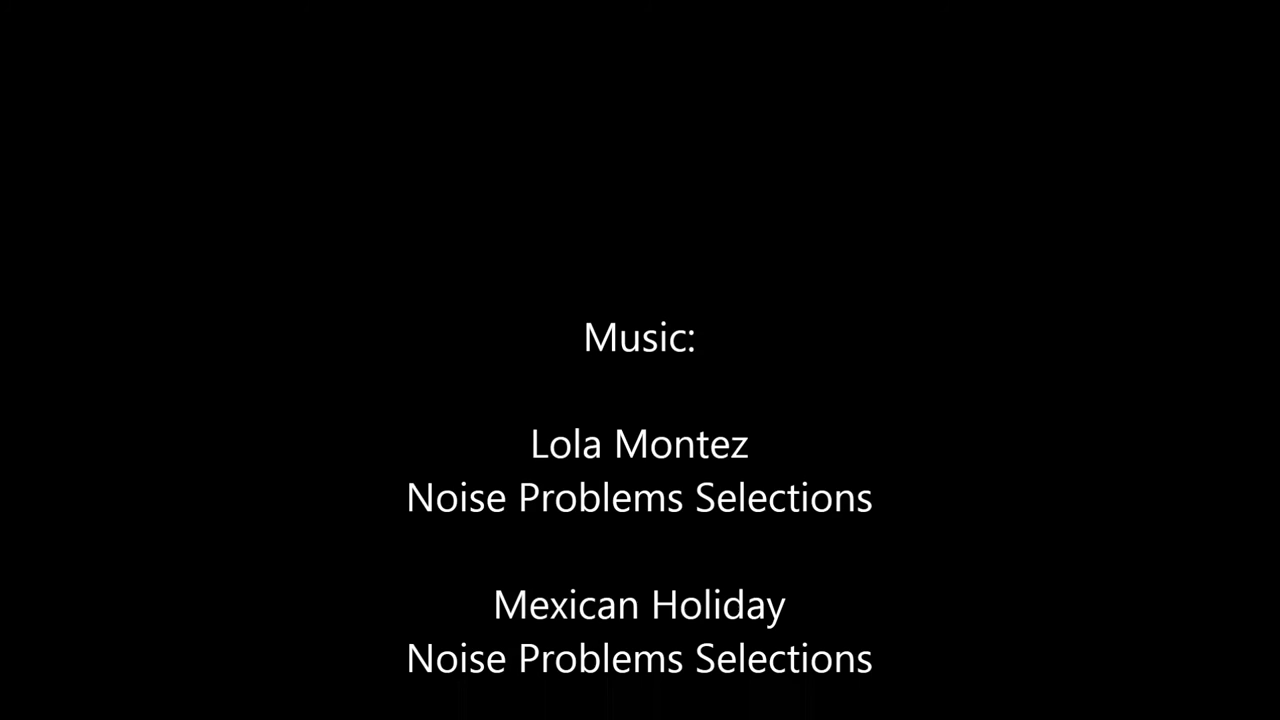 Music:
Lola Montez
Noise Problems Selections
Mexican Holiday
Noise Problems Selections